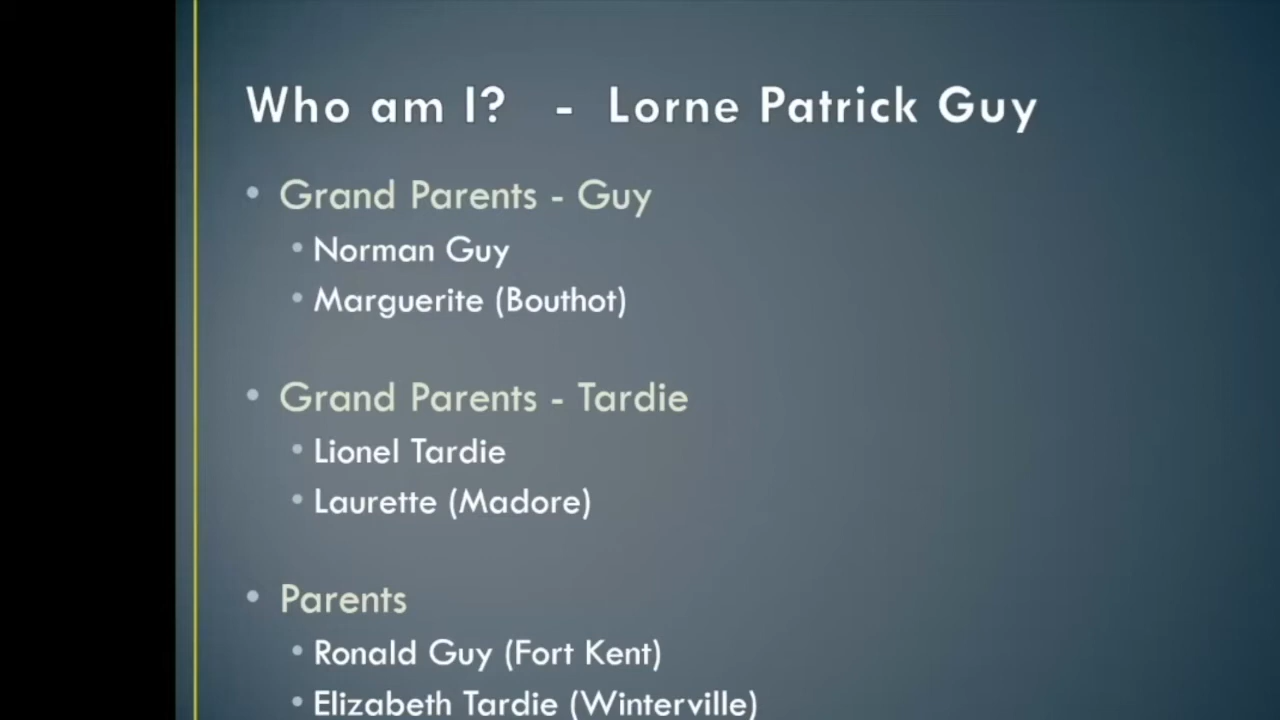 Who am I? - Lorne Patrick Guy
• Grand Parents - Guy
• Norman Guy
• Marguerite (Bouthot)
• Grand Parents - Tardie
• Lionel Tardie
• Laurette (Madore)
• Parents
• Ronald Guy (Fort Kent)
• Elizabeth Tardie (Winterville)